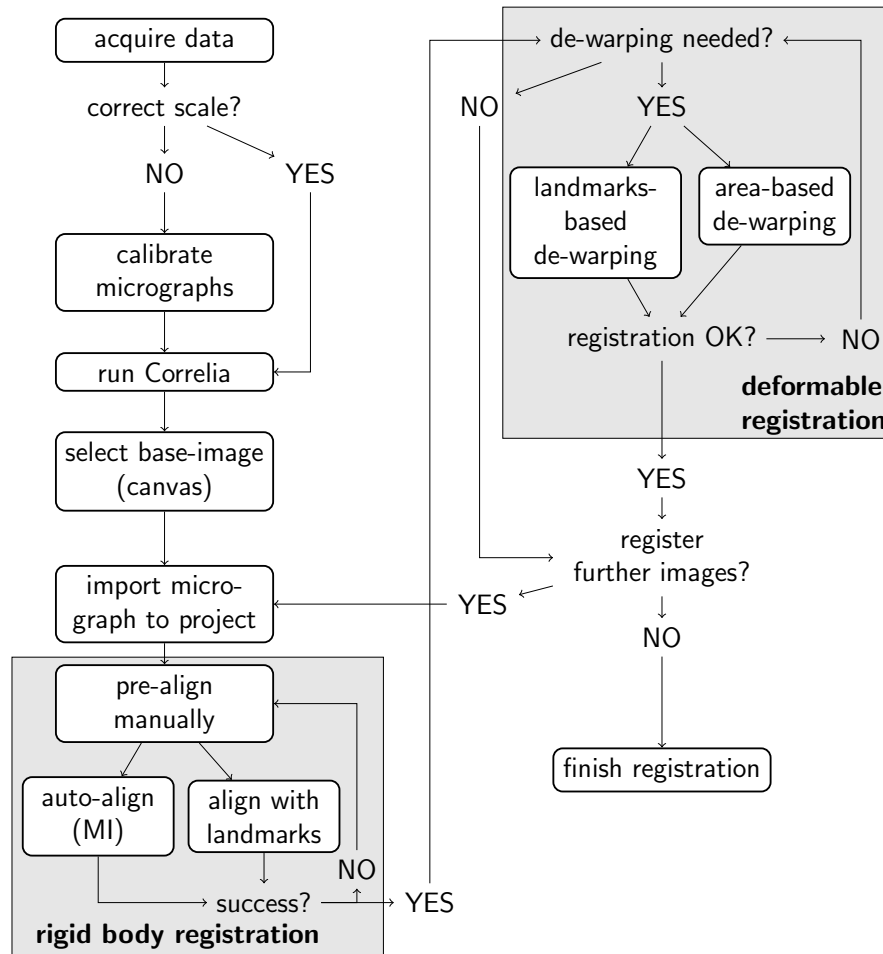 acquire data
correct scale?
NO
YES
calibrate
micrographs
run Correlia
select base-image
(canvas)
import micro-
graph to project
pre-align
manually
auto-align
(MI)
align with
landmarks
NO
success?
YES
rigid body registration
de-warping needed?
NO
YES
landmarks-
based
de-warping
area-based
de-warping
registration OK?
NO
deformable
registration
YES
register
further images?
YES
NO
finish registration